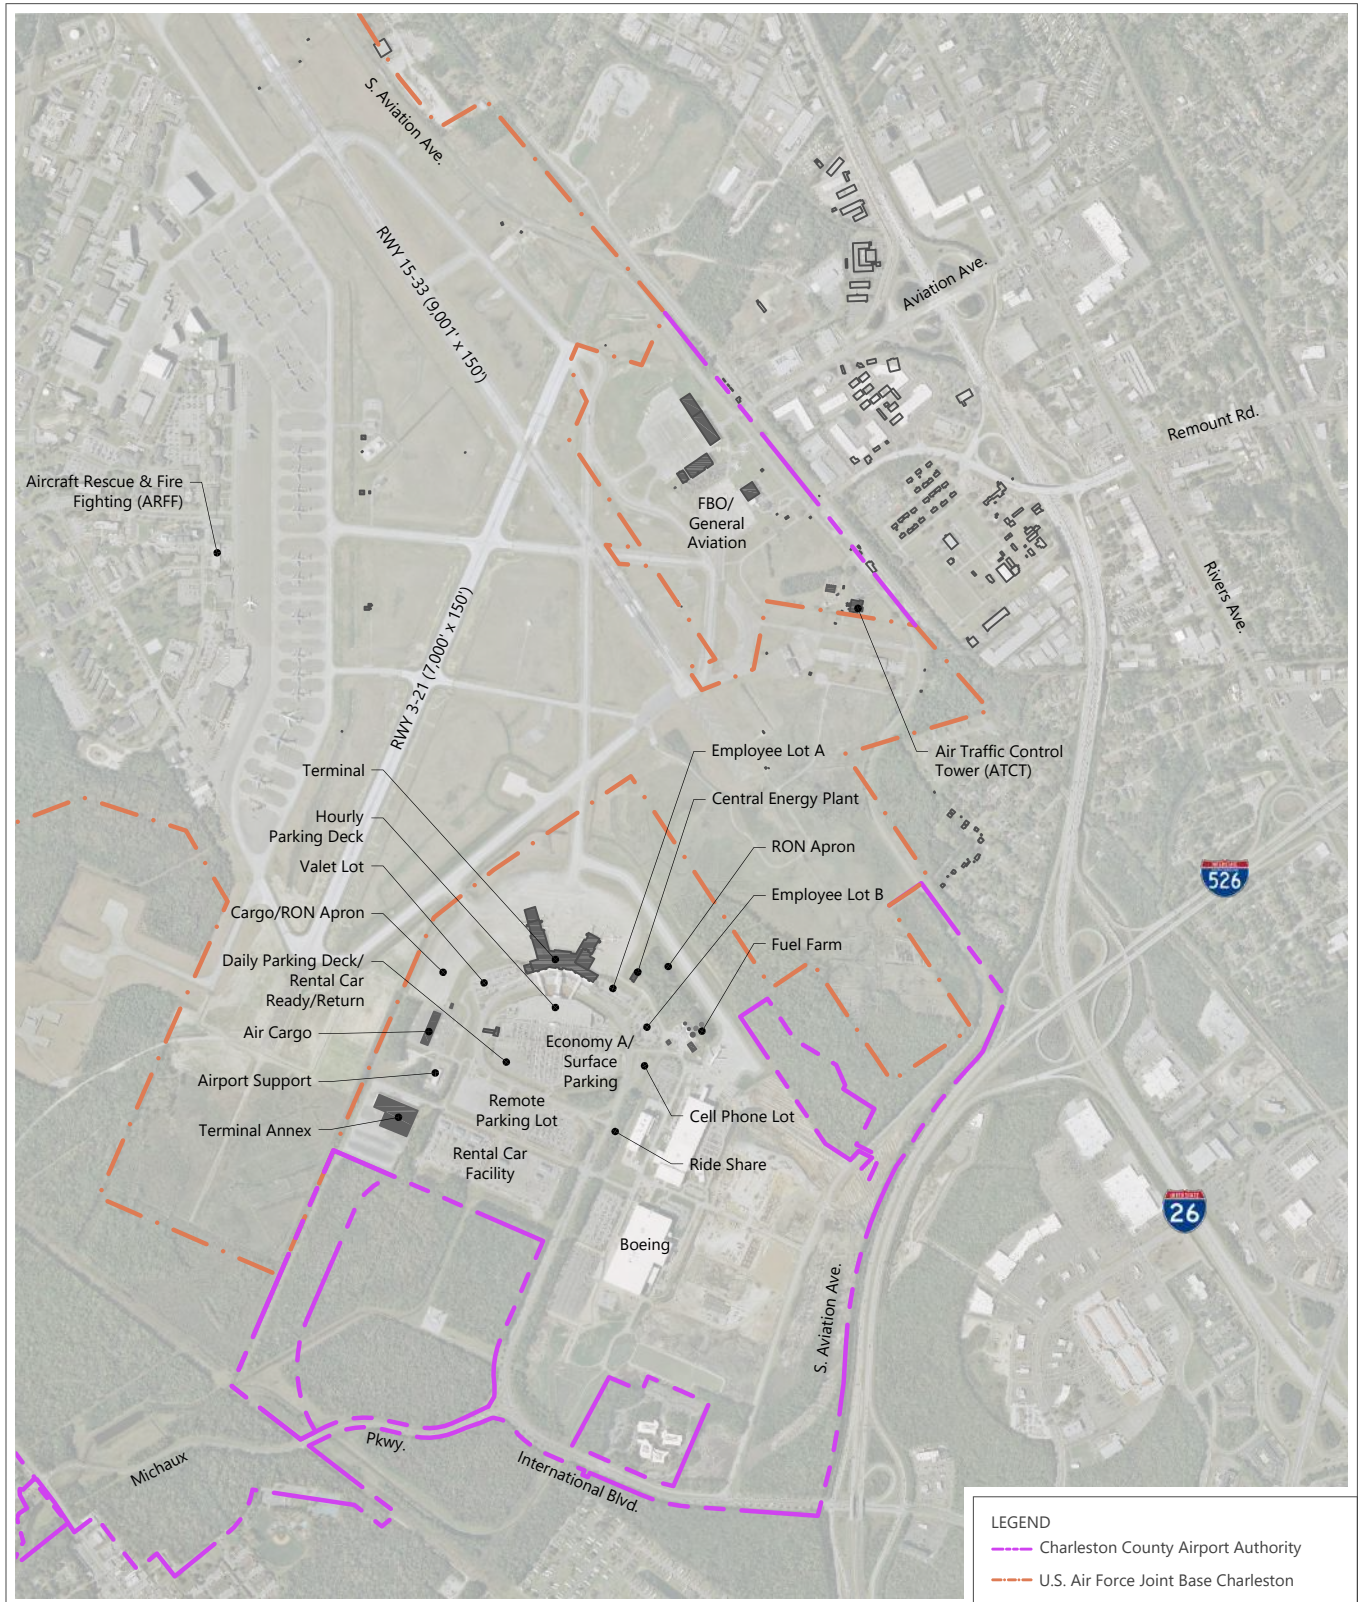 S. Aviation Ave.
RWY 15-33 (9,001' x 150')
Aviation Ave.
Remount Rd.
Aircraft Rescue & Fire
Fighting (ARFF)
FBO/
General
Aviation
Rivers Ave.
RWY 3-21 (7,000' x 150')
Air Traffic Control
Tower (ATCT)
Terminal
Hourly
Parking Deck
Valet Lot
Cargo/RON Apron
Daily Parking Deck/
Rental Car
Ready/Return
Air Cargo
Airport Support
Terminal Annex
Employee Lot A
Central Energy Plant
RON Apron
Employee Lot B
Fuel Farm
INTERSTATE
526
Economy A/
Surface
Parking
Remote
Parking Lot
Rental Car
Facility
Cell Phone Lot
Ride Share
INTERSTATE
26
Boeing
S. Aviation Ave.
Michaux
Pkwy.
International Blvd.
LEGEND
Charleston County Airport Authority
U.S. Air Force Joint Base Charleston